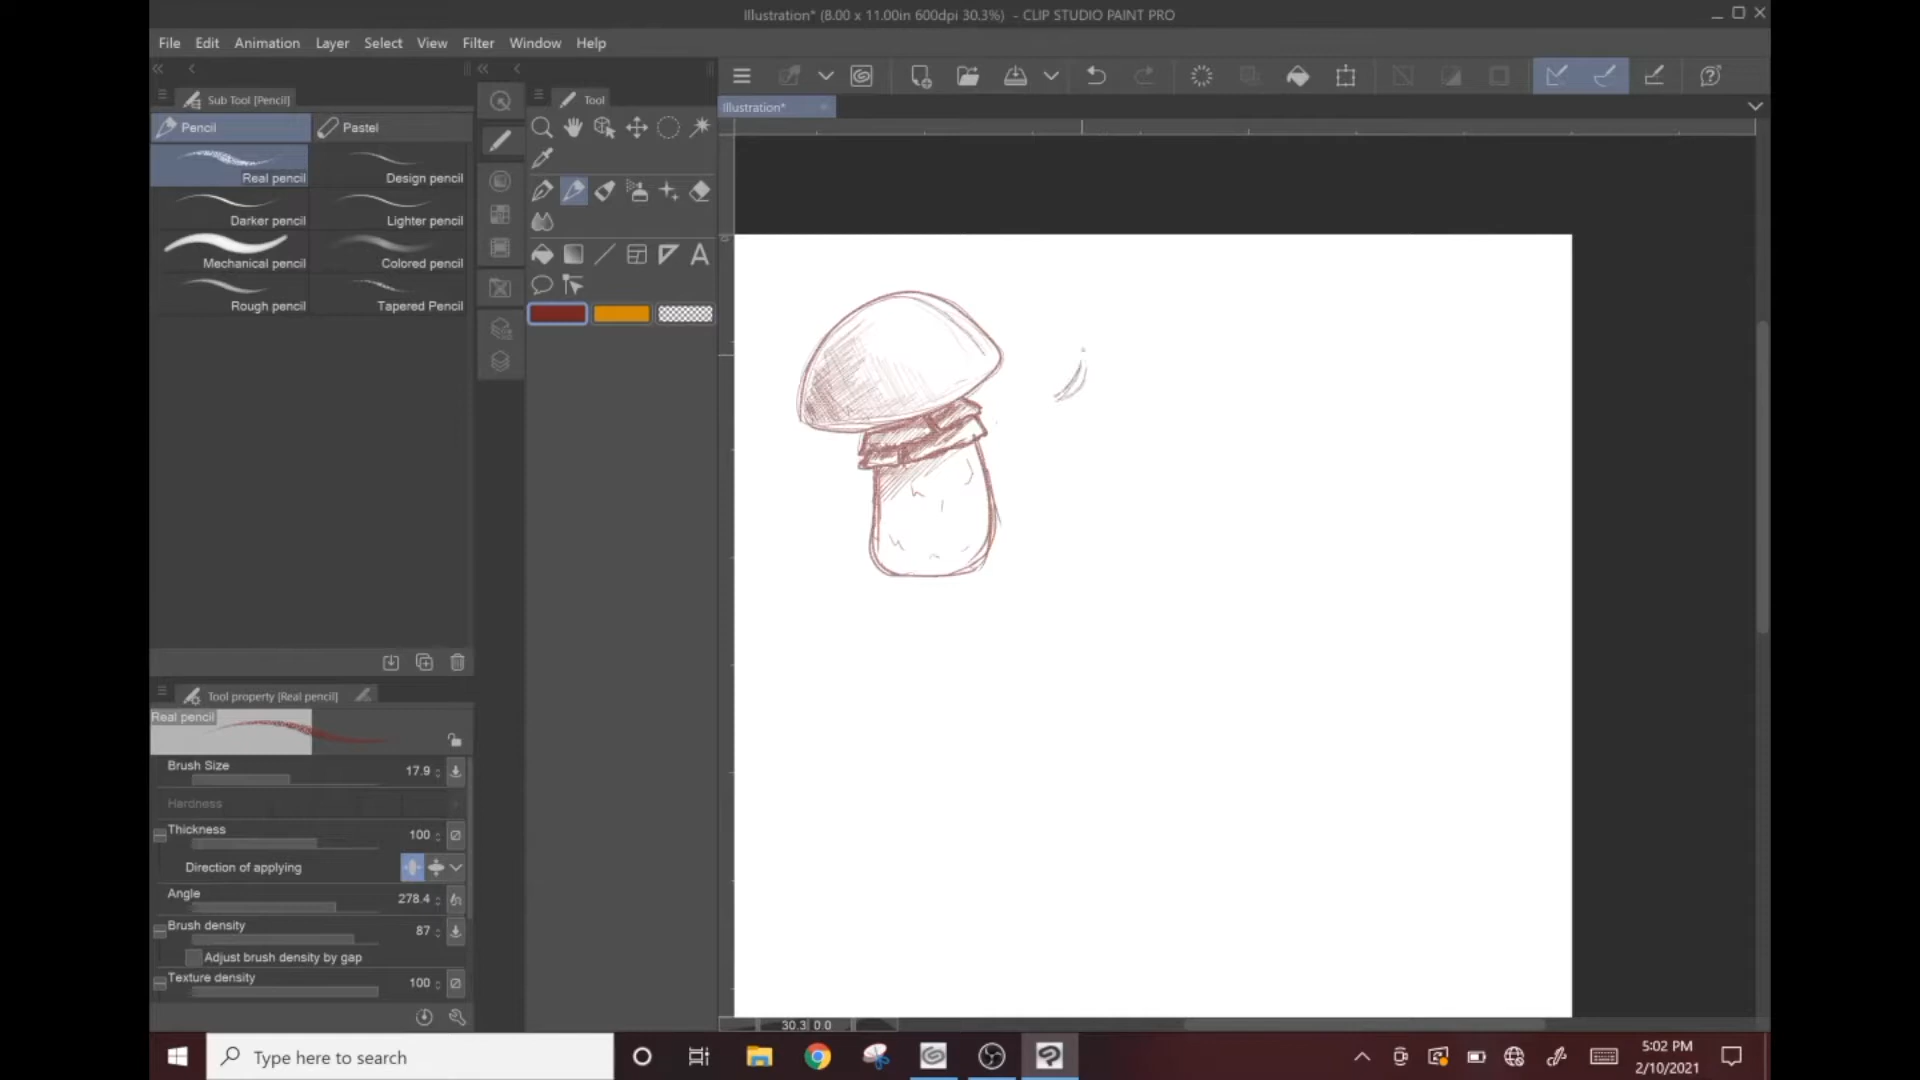 Illustration* (8.00 x 11.00in 600dpi 30.3%) - CLIP STUDIO PAINT PRO
File Edit Animation Layer Select View Filter Window Help
Sub Tool [Pencil]
Tool
Illustration*
Pencil Pastel
Real pencil Design pencil
Darker pencil Lighter pencil
Mechanical pencil Colored pencil
Rough pencil Tapered Pencil
Tool property [Real pencil]
Real pencil
Brush Size 17.9
Hardness
Thickness 100
Direction of applying
Angle 278.4
Brush density 87
Adjust brush density by gap
Texture density 100
30.3 0.0
Type here to search
5:02 PM
2/10/2021